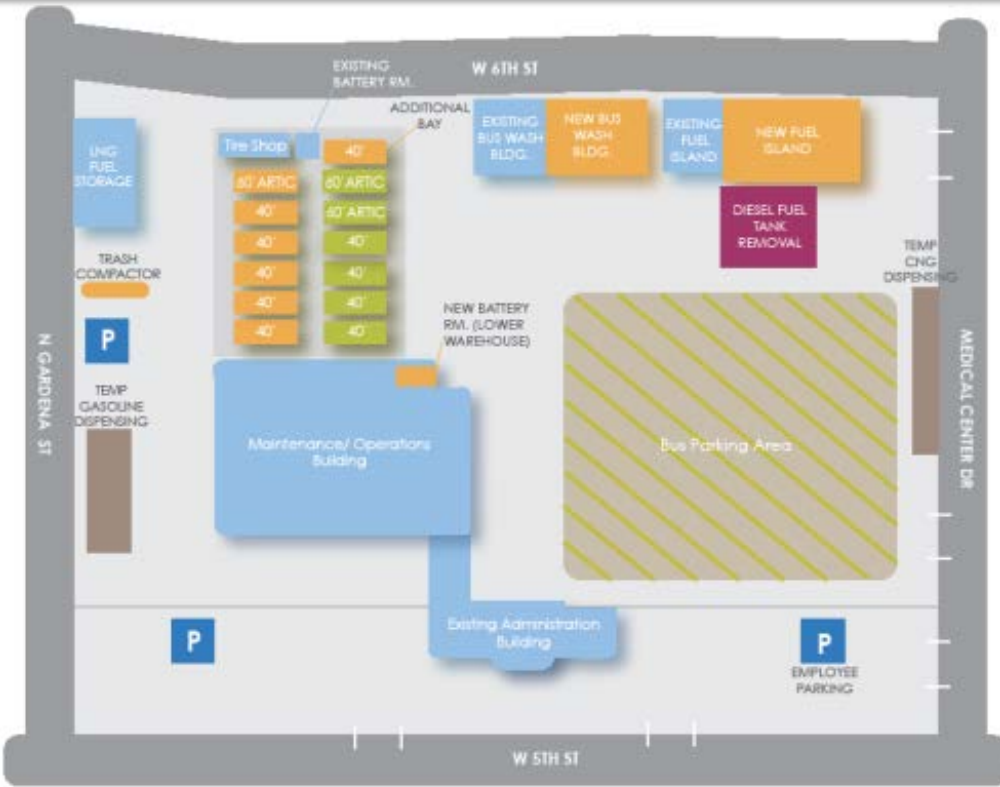 W 6TH ST
EXISTING
BATTERY RM.
ADDITIONAL
BAY
LNG
FUEL
STORAGE
Tire Shop
40'
60' ARTIC
60' ARTIC
40'
60' ARTIC
40'
40'
40'
40'
40'
40'
40'
40'
EXISTING
BUS WASH
BLDG.
NEW BUS
WASH
BLDG.
EXISTING
FUEL
ISLAND
NEW FUEL
ISLAND
DIESEL FUEL
TANK
REMOVAL
TEMP
CNG
DISPENSING
TRASH
COMPACTOR
P
NEW BATTERY
RM. (LOWER
WAREHOUSE)
N GARDENA ST
MEDICAL CENTER DR
TEMP
GASOLINE
DISPENSING
Maintenance/ Operations
Building
Bus Parking Area
P
Existing Administration
Building
P
EMPLOYEE
PARKING
W 5TH ST